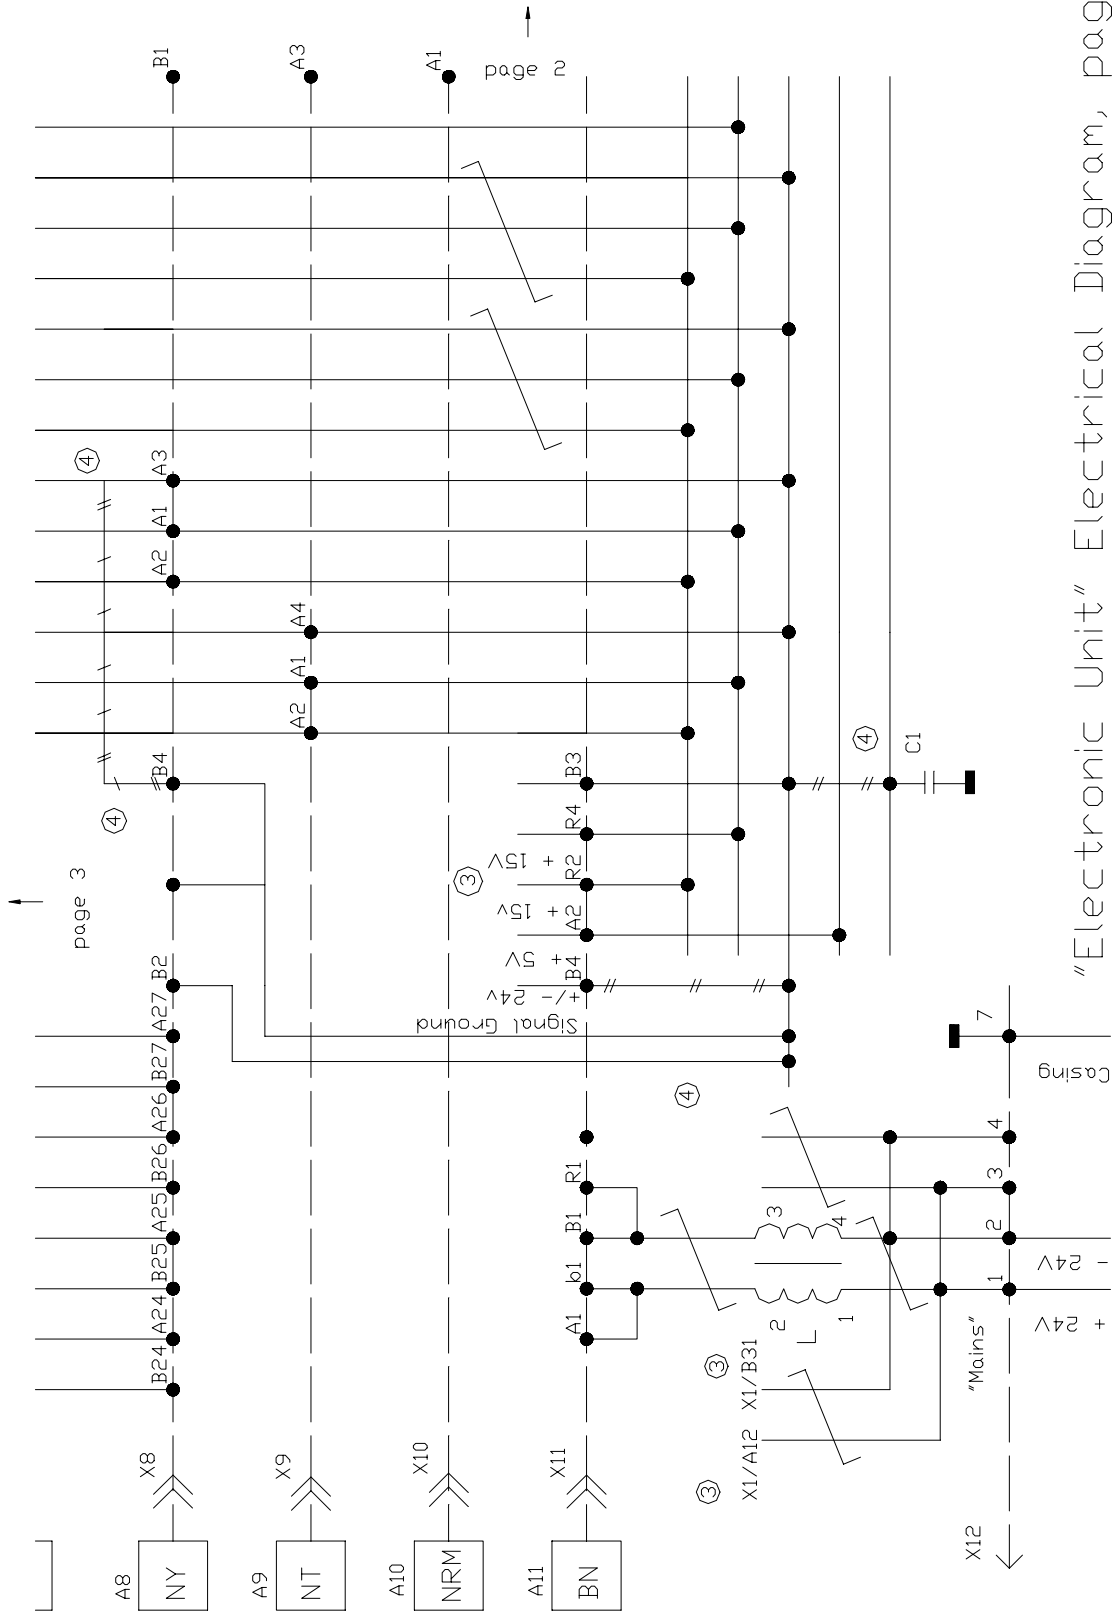 page 3
page 2
B24
A24
B25
A25
B26
A26
B27
A27
B2
B4
A2
A1
A3
B1
4
4
A8
NY
X8
A9
NT
X9
A2
A1
A4
A3
A10
NRM
X10
A1
Signal Ground
+/- 24v
+ 5V
+ 15v
+ 15V
3
A11
BN
X11
A1
b1
B1
R1
B4
A2
R2
R4
B3
4
3
X1/A12
3
X1/B31
2
L
1
3
4
4
C1
X12
"Mains"
1
2
3
4
7
+ 24V
- 24V
Casing
"Electronic Unit" Electrical Diagram, pag